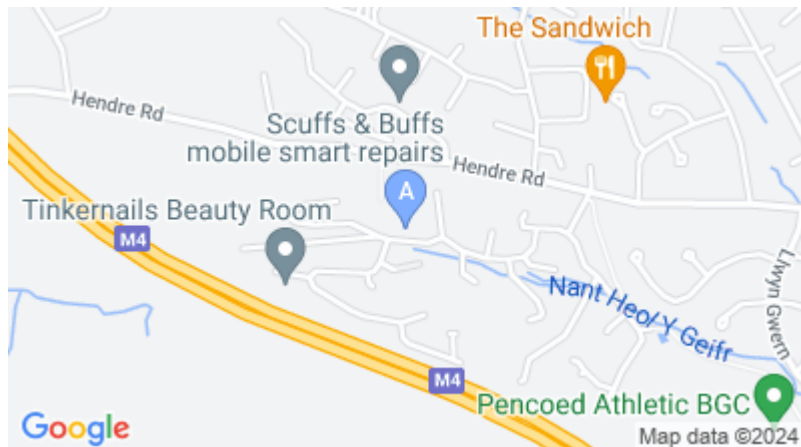 The Sandwich
Hendre Rd
Scuffs & Buffs
mobile smart repairs
Hendre Rd
A
Tinkernails Beauty Room
M4
Llwyn Gwern
Nant Heol Y Geifr
M4
Pencoed Athletic BGC
Google
Map data ©2024